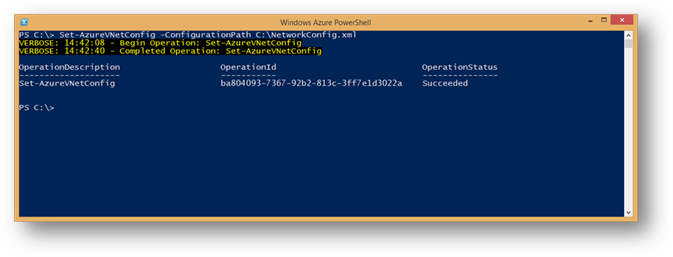 Windows Azure PowerShell
PS C:\> Set-AzureVNetConfig -ConfigurationPath C:\NetworkConfig.xml
VERBOSE: 14:42:08 - Begin Operation: Set-AzureVNetConfig
VERBOSE: 14:42:40 - Completed Operation: Set-AzureVNetConfig
OperationDescription OperationId OperationStatus
-------------------- ----------- ---------------
Set-AzureVNetConfig ba804093-7367-92b2-813c-3ff7e1d3022a Succeeded
PS C:\>